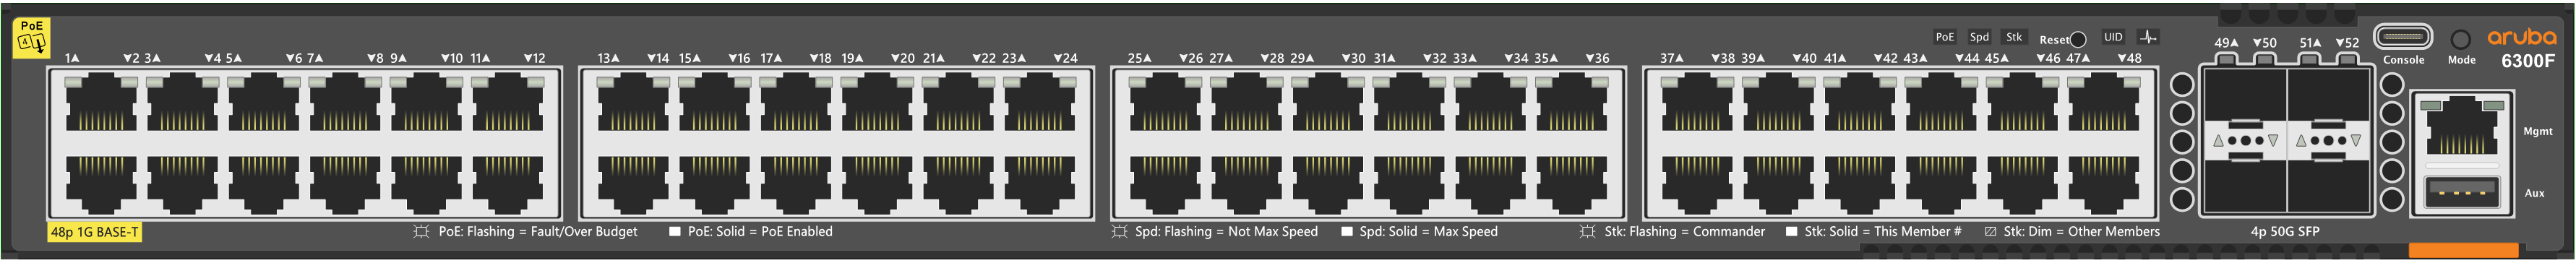 PoE
4
PoE Spd Stk Reset UID
aruba
6300F
1▲ ▼2 3▲ ▼4 5▲ ▼6 7▲ ▼8 9▲ ▼10 11▲ ▼12
13▲ ▼14 15▲ ▼16 17▲ ▼18 19▲ ▼20 21▲ ▼22 23▲ ▼24
25▲ ▼26 27▲ ▼28 29▲ ▼30 31▲ ▼32 33▲ ▼34 35▲ ▼36
37▲ ▼38 39▲ ▼40 41▲ ▼42 43▲ ▼44 45▲ ▼46 47▲ ▼48
49▲ ▼50 51▲ ▼52
Console
Mode
Mgmt
Aux
48p 1G BASE-T
PoE: Flashing = Fault/Over Budget
PoE: Solid = PoE Enabled
Spd: Flashing = Not Max Speed
Spd: Solid = Max Speed
Stk: Flashing = Commander
Stk: Solid = This Member #
Stk: Dim = Other Members
4p 50G SFP